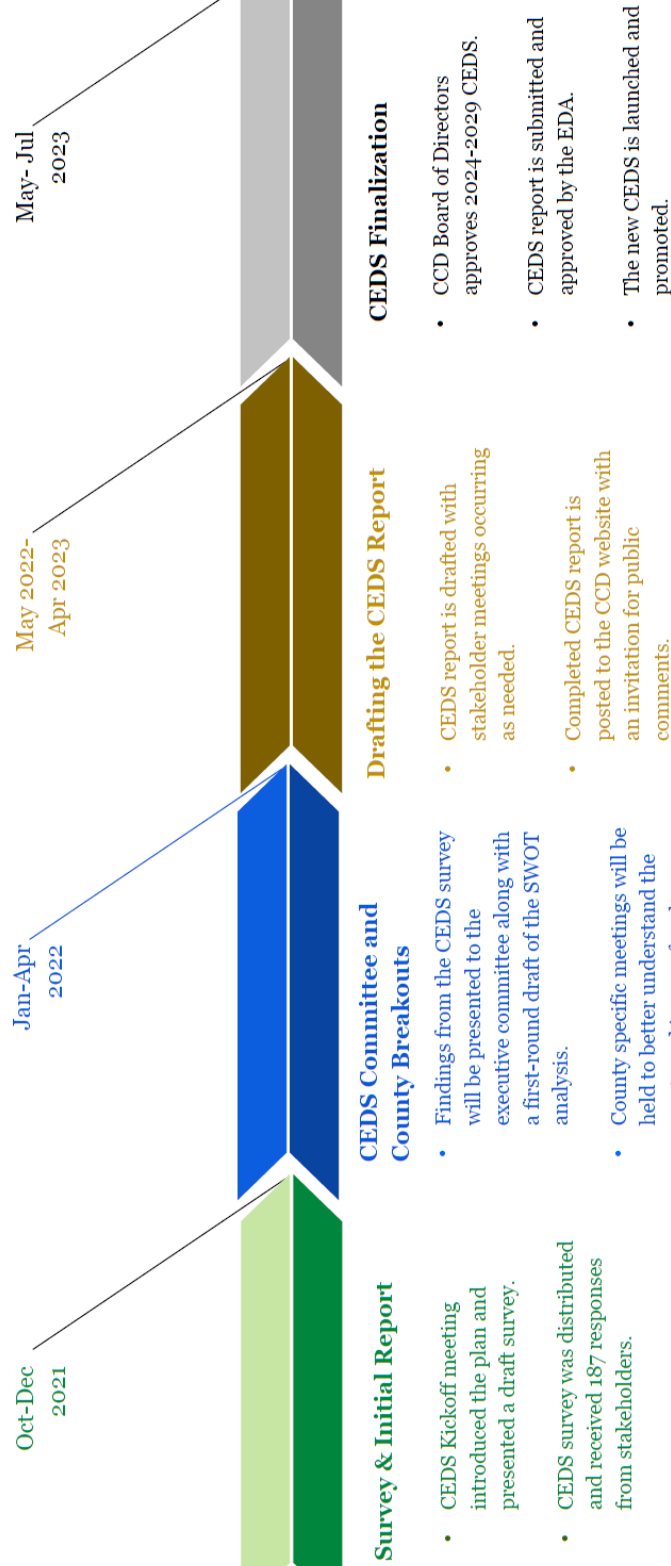 Oct-Dec
2021
Survey & Initial Report
• CEDS Kickoff meeting
introduced the plan and
presented a draft survey.
• CEDS survey was distributed
and received 187 responses
from stakeholders.
Jan-Apr
2022
CEDS Committee and
County Breakouts
• Findings from the CEDS survey
will be presented to the
executive committee along with
a first-round draft of the SWOT
analysis.
• County specific meetings will be
held to better understand the
May 2022-
Apr 2023
Drafting the CEDS Report
• CEDS report is drafted with
stakeholder meetings occurring
as needed.
• Completed CEDS report is
posted to the CCD website with
an invitation for public
comments.
May- Jul
2023
CEDS Finalization
• CCD Board of Directors
approves 2024-2029 CEDS.
• CEDS report is submitted and
approved by the EDA.
• The new CEDS is launched and
promoted.